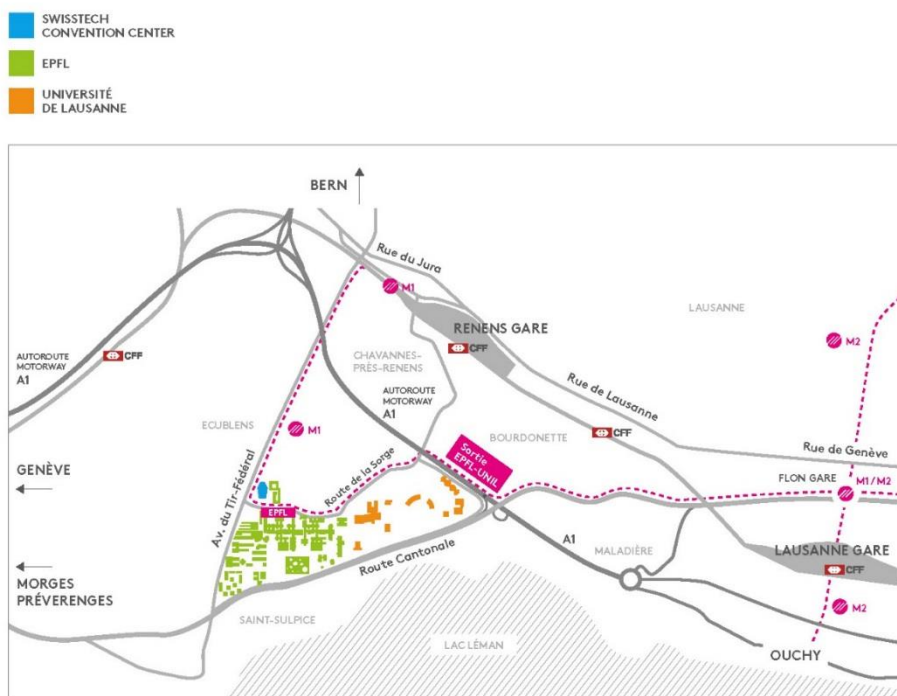 SWISSTECH
CONVENTION CENTER
EPFL
UNIVERSITÉ
DE LAUSANNE
BERN
Rue du Jura
M1
LAUSANNE
RENENS GARE
M2
CFF
CFF
AUTOROUTE
MOTORWAY
A1
CHAVANNES-
PRÈS-RENENS
AUTOROUTE
MOTORWAY
A1
Rue de Lausanne
ECUBLENS
M1
BOURDONETTE
CFF
Rue de Genève
Sortie
EPFL-UNIL
GENÈVE
Av. du Tir-Fédéral
Route de la Sorge
FLON GARE
M1/M2
EPFL
Route Cantonale
A1
MALADIÈRE
LAUSANNE GARE
CFF
MORGES
PRÉVERENGES
SAINT-SULPICE
M2
LAC LÉMAN
OUCHY